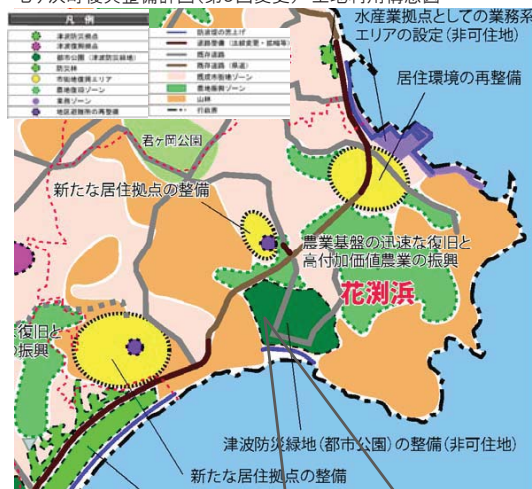 七ヶ浜町復興整備計画（第9回変更） 土地利用構想図
凡 例
津波防災拠点
津波復興拠点
都市公園（津波防災緑地）
防災林
市街地復興エリア
農地復旧ゾーン
業務ゾーン
地区避難所の再整備
防波堤の嵩上げ
道路整備（法線変更・拡幅等）
既存道路
既存道路（県道）
既成市街地ゾーン
農地振興ゾーン
山林
行政界
水産業拠点としての業務系
エリアの設定（非可住地）
居住環境の再整備
君ヶ岡公園
新たな居住拠点の整備
農業基盤の迅速な復旧と
高付加価値農業の振興
花渕浜
な復旧と
の振興
津波防災緑地（都市公園）の整備（非可住地）
新たな居住拠点の整備